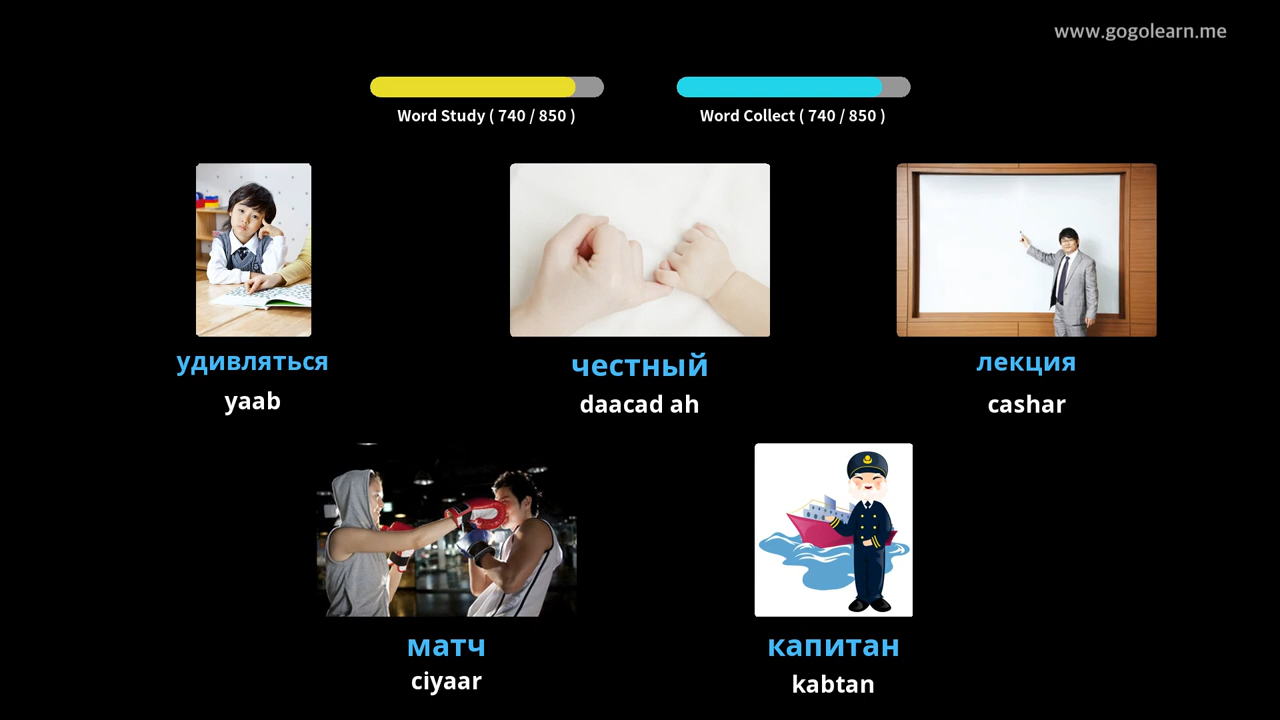 www.gogolearn.me
Word Study ( 740 / 850 )
Word Collect ( 740 / 850 )
удивляться
yaab
честный
daacad ah
лекция
cashar
матч
ciyaar
капитан
kabtan